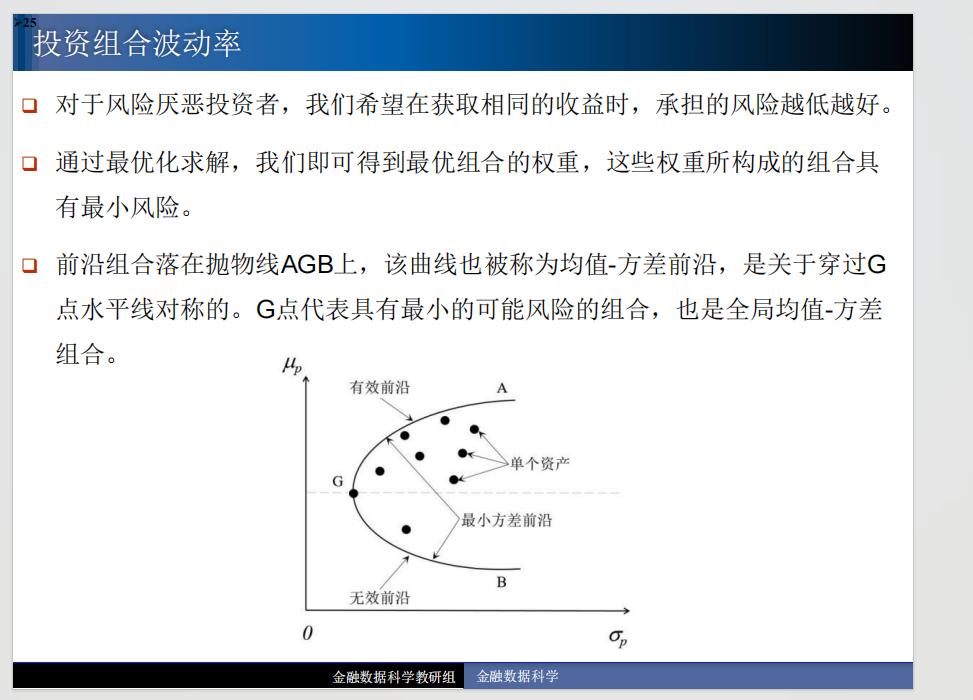 ➢25
投资组合波动率
❑ 对于风险厌恶投资者，我们希望在获取相同的收益时，承担的风险越低越好。
❑ 通过最优化求解，我们即可得到最优组合的权重，这些权重所构成的组合具
有最小风险。
❑ 前沿组合落在抛物线AGB上，该曲线也被称为均值-方差前沿，是关于穿过G
点水平线对称的。G点代表具有最小的可能风险的组合，也是全局均值-方差
组合。
μp
有效前沿
A
单个资产
G
最小方差前沿
B
无效前沿
0
σp
金融数据科学教研组 金融数据科学